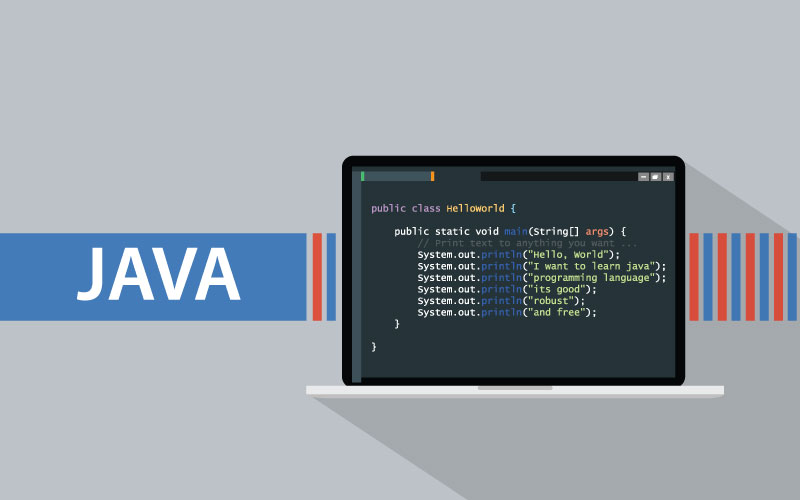 JAVA
public class HelloWorld {
public static void main(String[] args) {
// Print text to anything you want ...
System.out.println("Hello, World");
System.out.println("I want to learn java");
System.out.println("programming language");
System.out.println("its good");
System.out.println("robust");
System.out.println("and free");
}
}